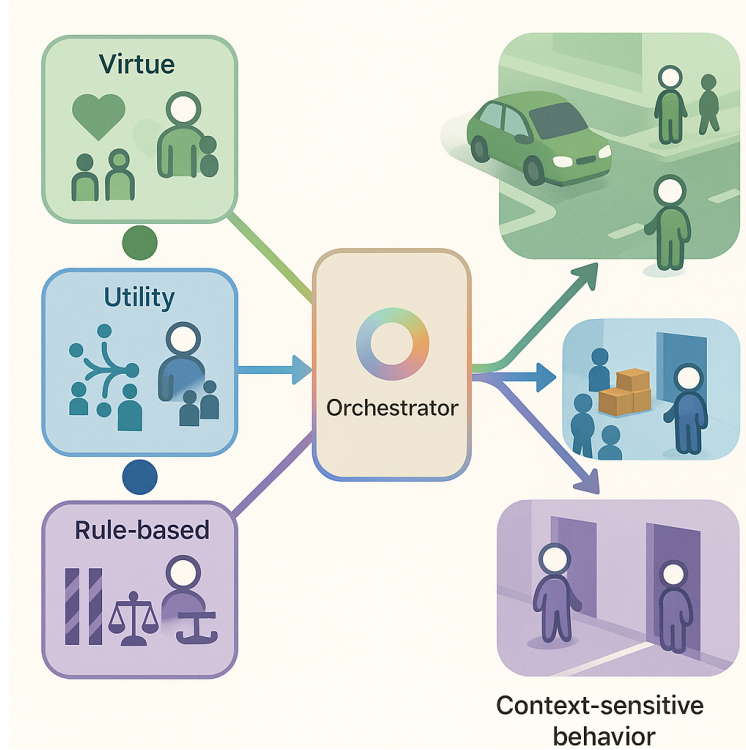 Virtue
Utility
Rule-based
Orchestrator
Context-sensitive
behavior